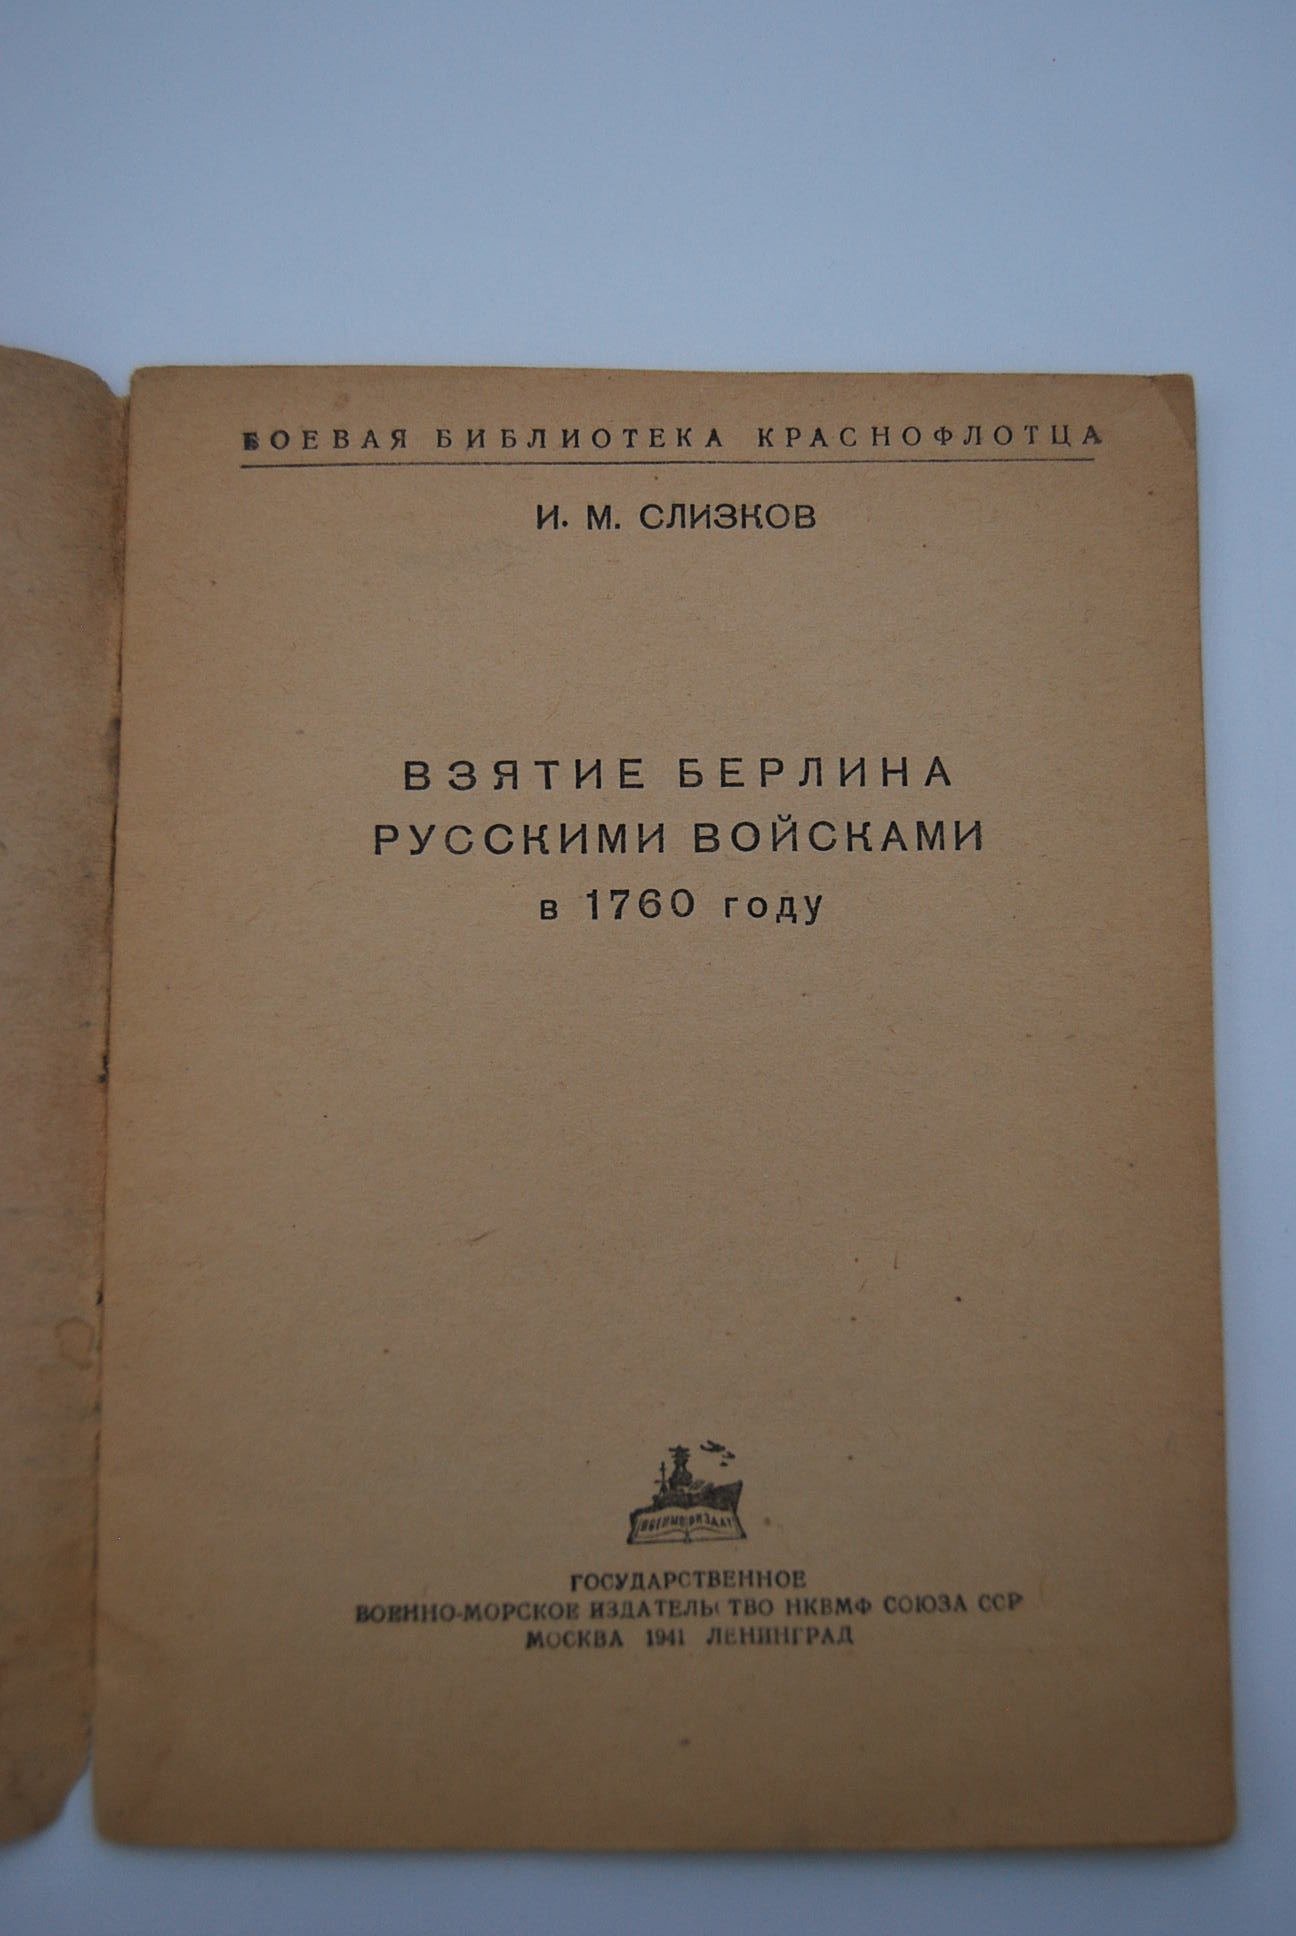 БОЕВАЯ БИБЛИОТЕКА КРАСНОФЛОТЦА
И. М. СЛИЗКОВ
ВЗЯТИЕ БЕРЛИНА
РУССКИМИ ВОЙСКАМИ
в 1760 году
ВОЕНМОРИЗДАТ
ГОСУДАРСТВЕННОЕ
ВОЕННО-МОРСКОЕ ИЗДАТЕЛЬСТВО НКВМФ СОЮЗА ССР
МОСКВА 1941 ЛЕНИНГРАД